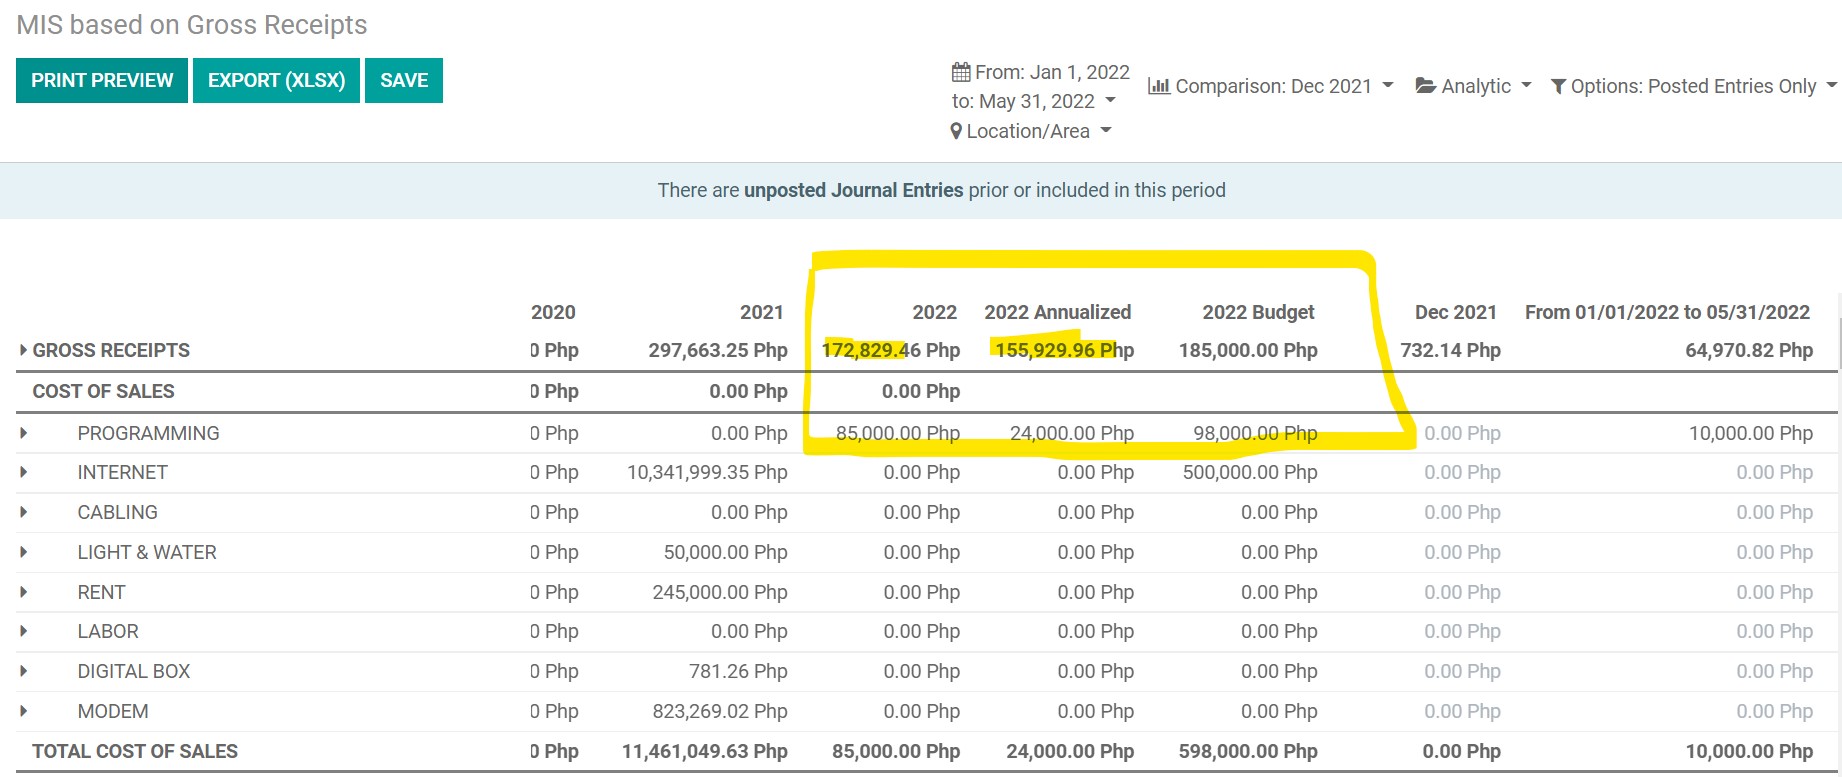 MIS based on Gross Receipts
PRINT PREVIEW EXPORT (XLSX) SAVE
From: Jan 1, 2022
to: May 31, 2022
Comparison: Dec 2021 Analytic Options: Posted Entries Only
Location/Area
There are unposted Journal Entries prior or included in this period
2020 2021 2022 2022 Annualized 2022 Budget Dec 2021 From 01/01/2022 to 05/31/2022
GROSS RECEIPTS 0 Php 297,663.25 Php 172,829.46 Php 155,929.96 Php 185,000.00 Php 732.14 Php 64,970.82 Php
COST OF SALES 0 Php 0.00 Php 0.00 Php
PROGRAMMING 0 Php 0.00 Php 85,000.00 Php 24,000.00 Php 98,000.00 Php 0.00 Php 10,000.00 Php
INTERNET 0 Php 10,341,999.35 Php 0.00 Php 0.00 Php 500,000.00 Php 0.00 Php 0.00 Php
CABLING 0 Php 0.00 Php 0.00 Php 0.00 Php 0.00 Php 0.00 Php 0.00 Php
LIGHT & WATER 0 Php 50,000.00 Php 0.00 Php 0.00 Php 0.00 Php 0.00 Php 0.00 Php
RENT 0 Php 245,000.00 Php 0.00 Php 0.00 Php 0.00 Php 0.00 Php 0.00 Php
LABOR 0 Php 0.00 Php 0.00 Php 0.00 Php 0.00 Php 0.00 Php 0.00 Php
DIGITAL BOX 0 Php 781.26 Php 0.00 Php 0.00 Php 0.00 Php 0.00 Php 0.00 Php
MODEM 0 Php 823,269.02 Php 0.00 Php 0.00 Php 0.00 Php 0.00 Php 0.00 Php
TOTAL COST OF SALES 0 Php 11,461,049.63 Php 85,000.00 Php 24,000.00 Php 598,000.00 Php 0.00 Php 10,000.00 Php